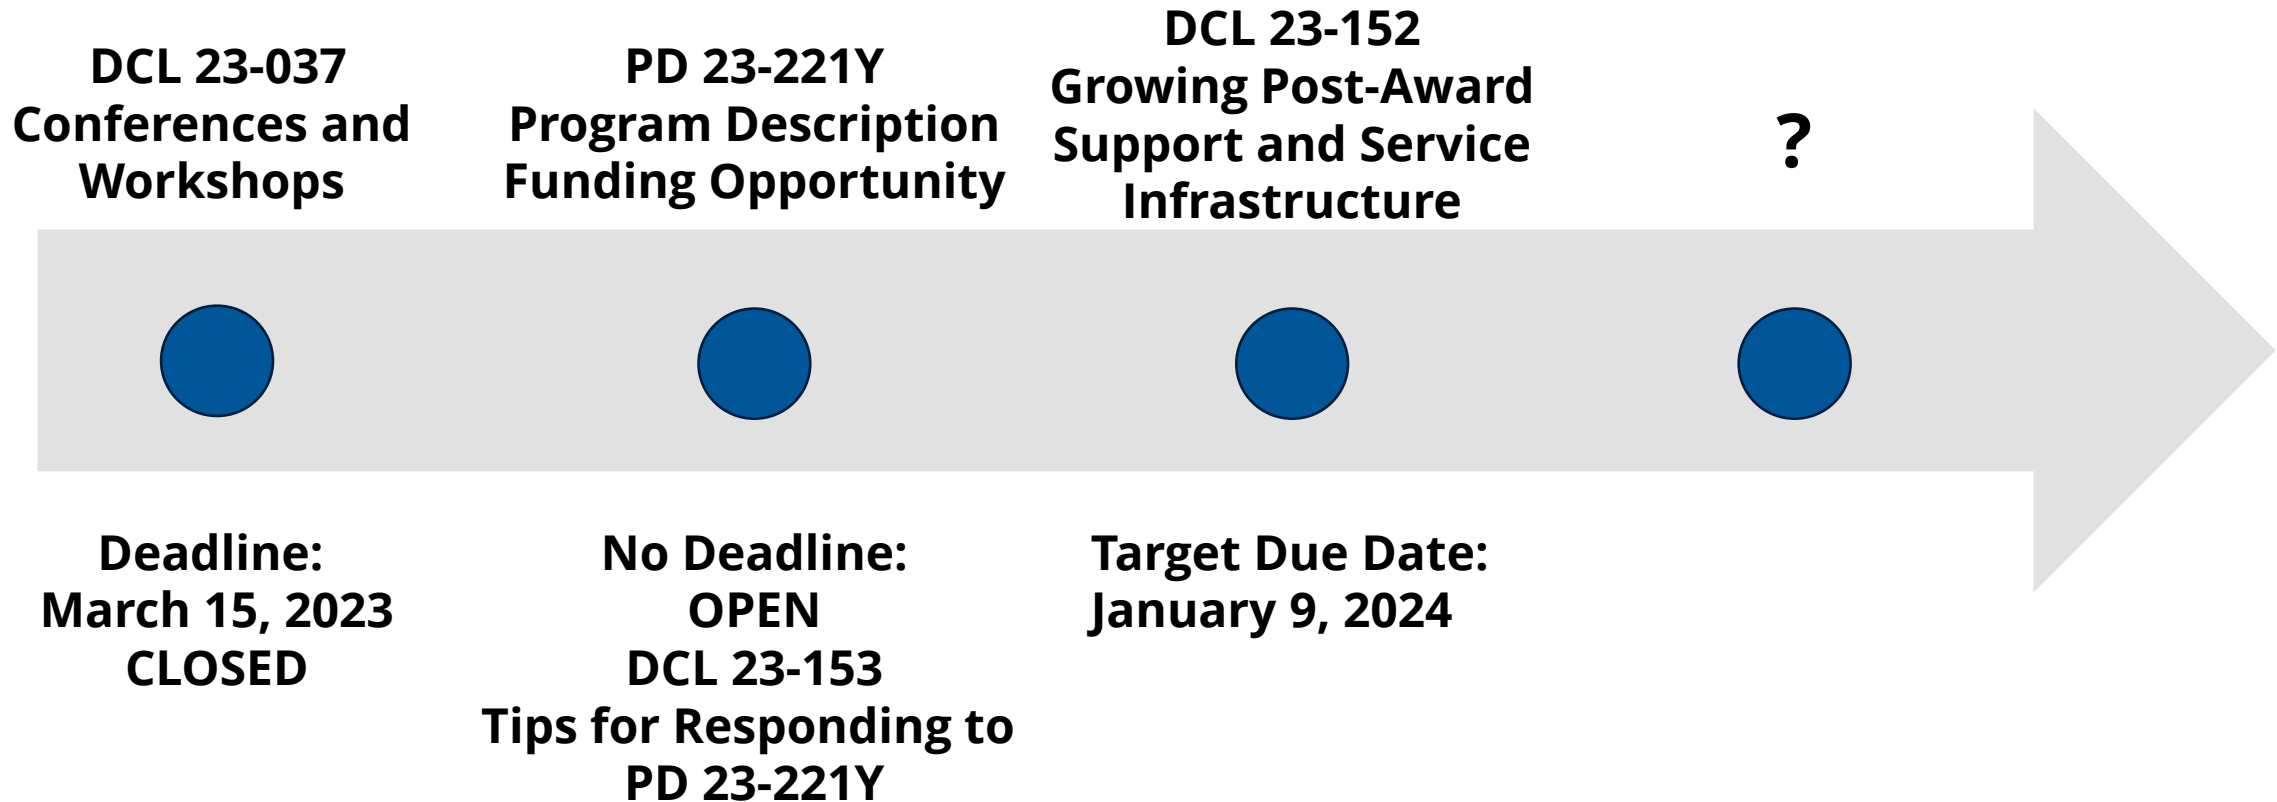 DCL 23-037
Conferences and
Workshops
PD 23-221Y
Program Description
Funding Opportunity
DCL 23-152
Growing Post-Award
Support and Service
Infrastructure
?
Deadline:
March 15, 2023
CLOSED
No Deadline:
OPEN
DCL 23-153
Tips for Responding to
PD 23-221Y
Target Due Date:
January 9, 2024